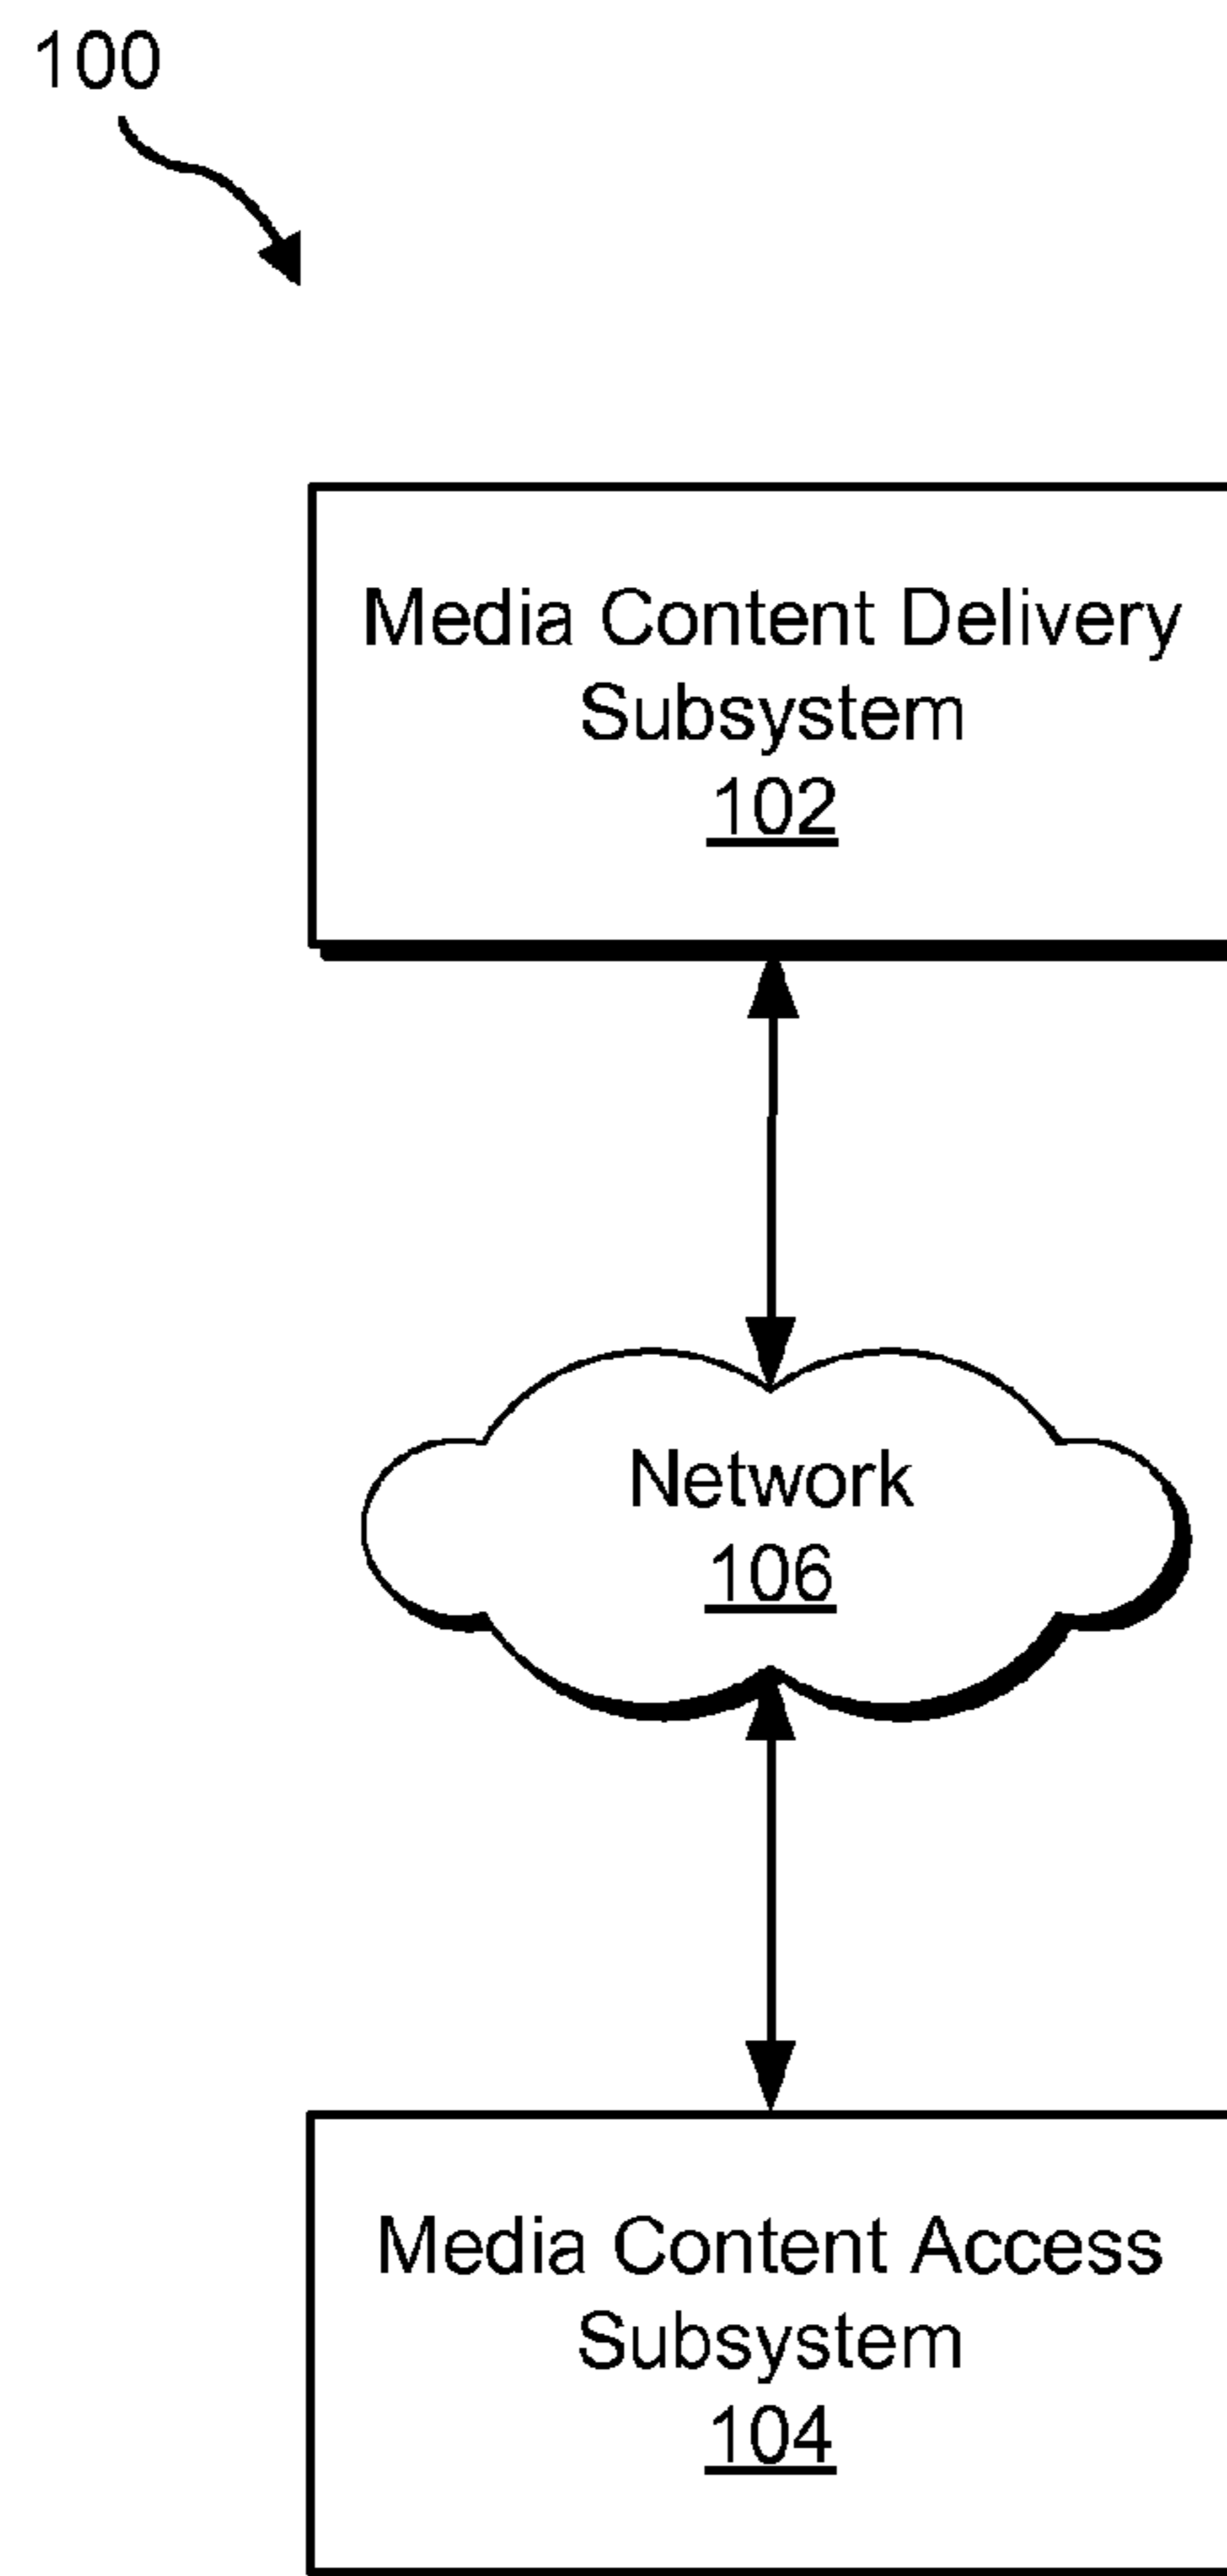 100
Media Content Delivery
Subsystem
102
Network
106
Media Content Access
Subsystem
104